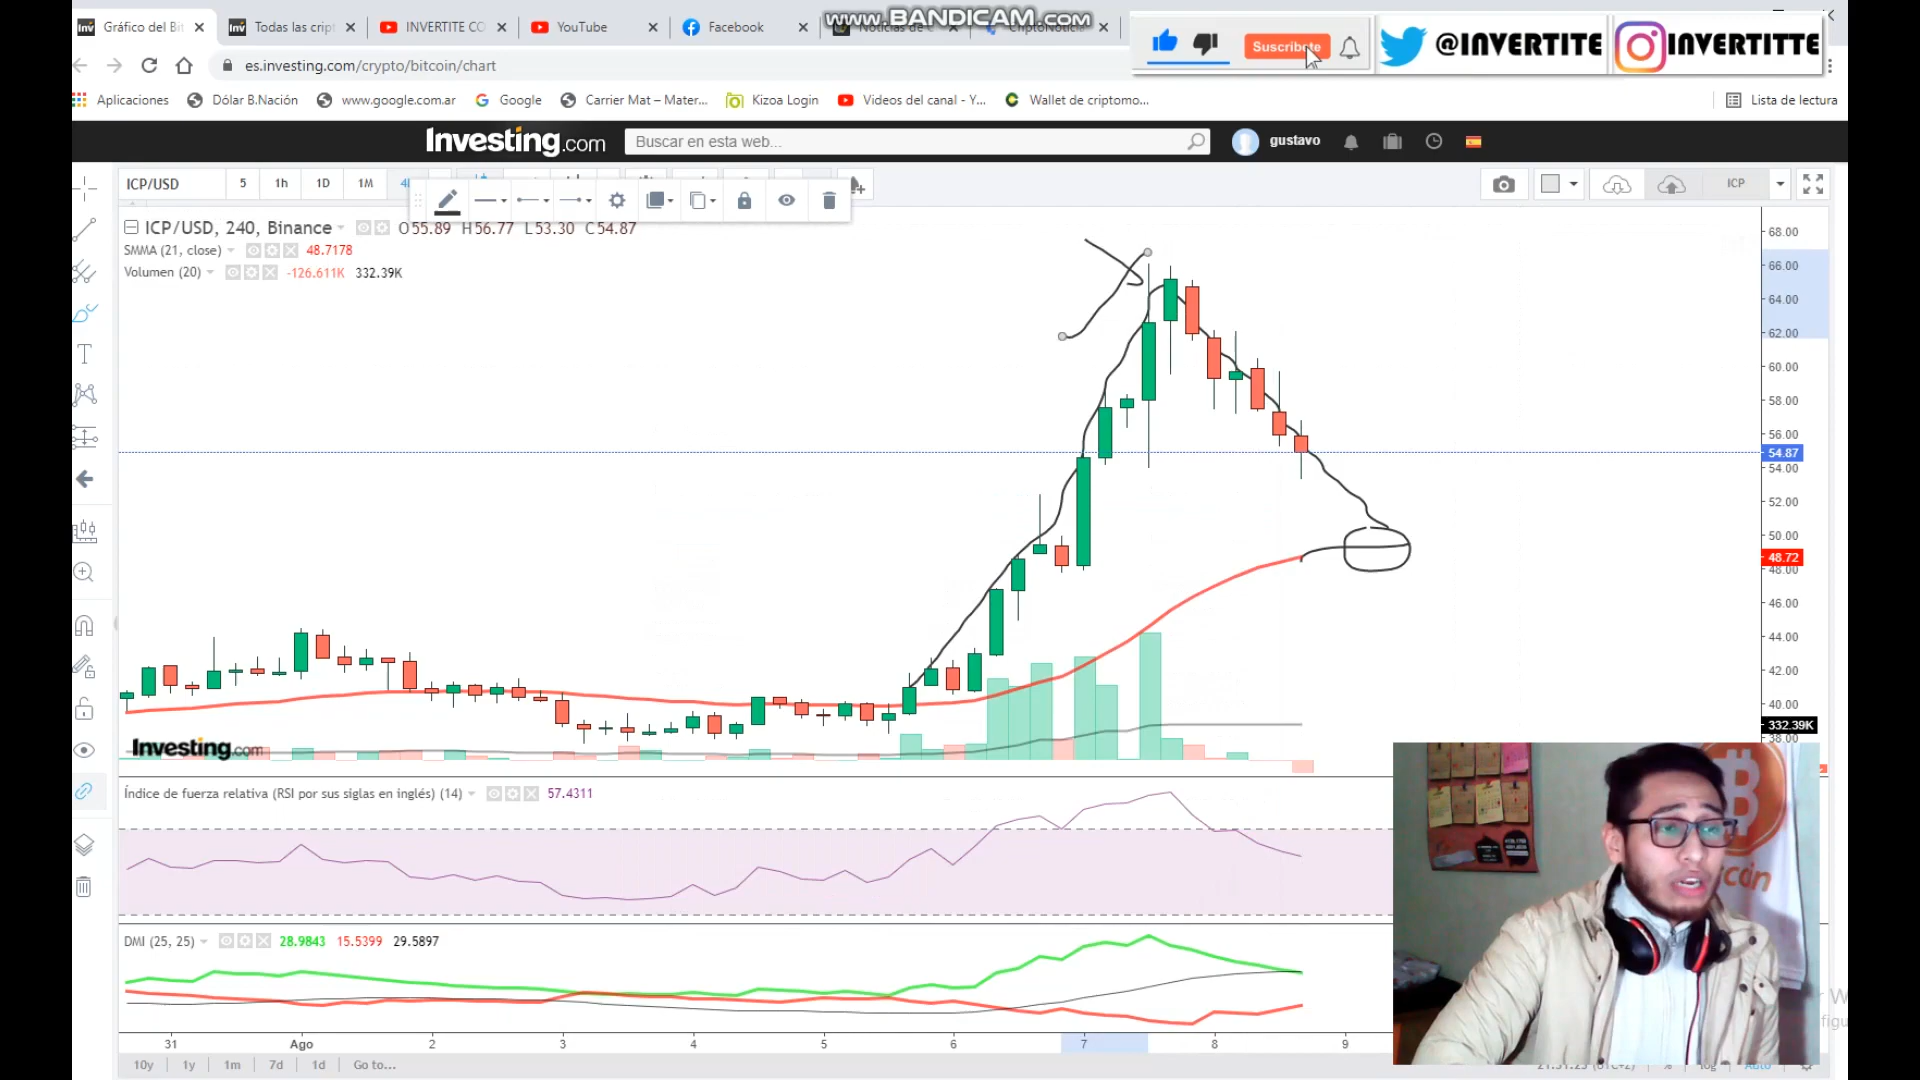 www.BANDICAM.com
Gráfico del Bit
Todas las cript
INVERTITE CO
YouTube
Facebook
Noticias de C
CriptoNotic
Suscribete
@INVERTITE
INVERTITTE
es.investing.com/crypto/bitcoin/chart
Aplicaciones
Dólar B.Nación
www.google.com.ar
Google
Carrier Mat – Mater...
Kizoa Login
Videos del canal - Y...
Wallet de criptomo...
Lista de lectura
Investing.com
Buscar en esta web...
gustavo
ICP/USD
5
1h
1D
1M
ICP
ICP/USD, 240, Binance
O55.89 H56.77 L53.30 C54.87
SMMA (21, close)
48.7178
Volumen (20)
-126.611K
332.39K
68.00
66.00
64.00
62.00
60.00
58.00
56.00
54.87
54.00
52.00
50.00
48.72
48.00
46.00
44.00
42.00
40.00
332.39K
38.00
Investing.com
Índice de fuerza relativa (RSI por sus siglas en inglés) (14)
57.4311
DMI (25, 25)
28.9843
15.5399
29.5897
31
Ago
2
3
4
5
6
7
8
9
10y
1y
1m
7d
1d
Go to...